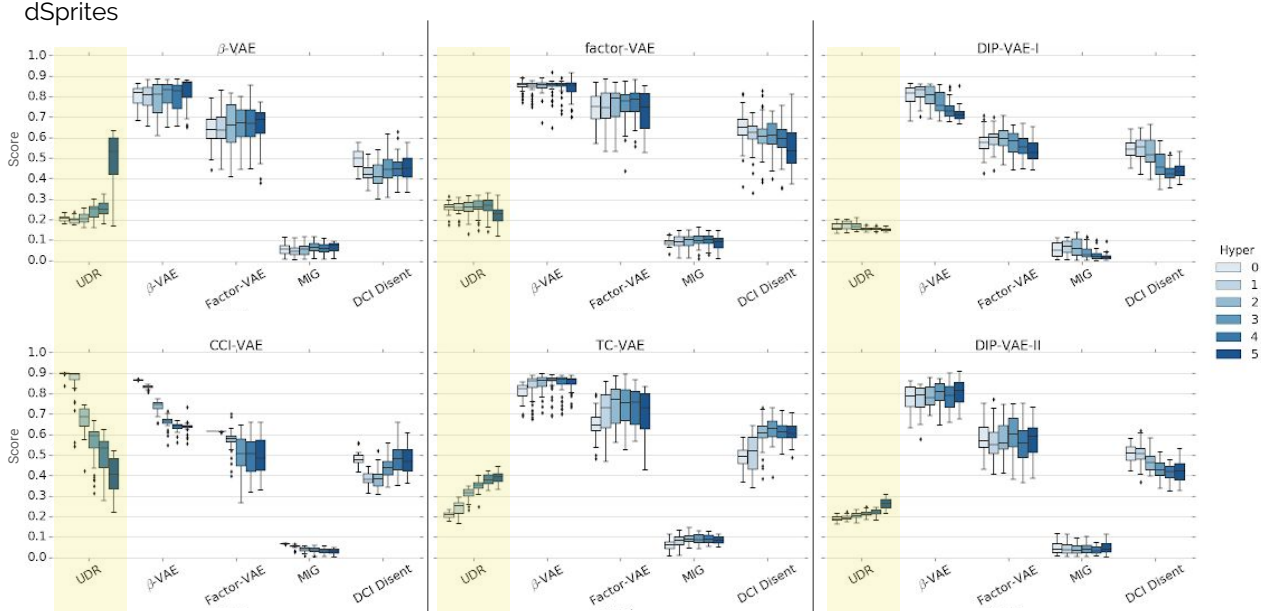 dSprites
β-VAE
factor-VAE
DIP-VAE-I
Score
1.0
0.9
0.8
0.7
0.6
0.5
0.4
0.3
0.2
0.1
0.0
UDR
β-VAE
Factor-VAE
MIG
DCI Disent
UDR
β-VAE
Factor-VAE
MIG
DCI Disent
UDR
β-VAE
Factor-VAE
MIG
DCI Disent
Hyper
0
1
2
3
4
5
CCI-VAE
TC-VAE
DIP-VAE-II
Score
1.0
0.9
0.8
0.7
0.6
0.5
0.4
0.3
0.2
0.1
0.0
UDR
β-VAE
Factor-VAE
MIG
DCI Disent
UDR
β-VAE
Factor-VAE
MIG
DCI Disent
UDR
β-VAE
Factor-VAE
MIG
DCI Disent